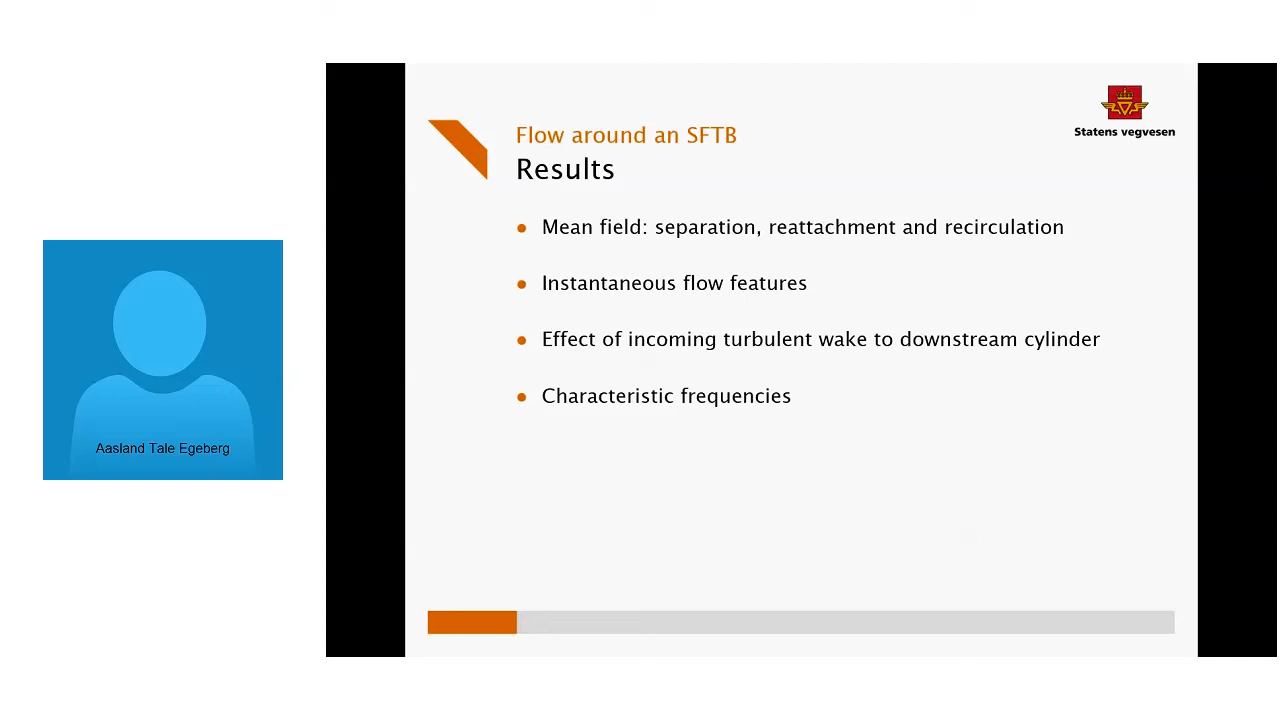 Statens vegvesen
Flow around an SFTB
Results
Mean field: separation, reattachment and recirculation
Instantaneous flow features
Effect of incoming turbulent wake to downstream cylinder
Characteristic frequencies
Aasland Tale Egeberg